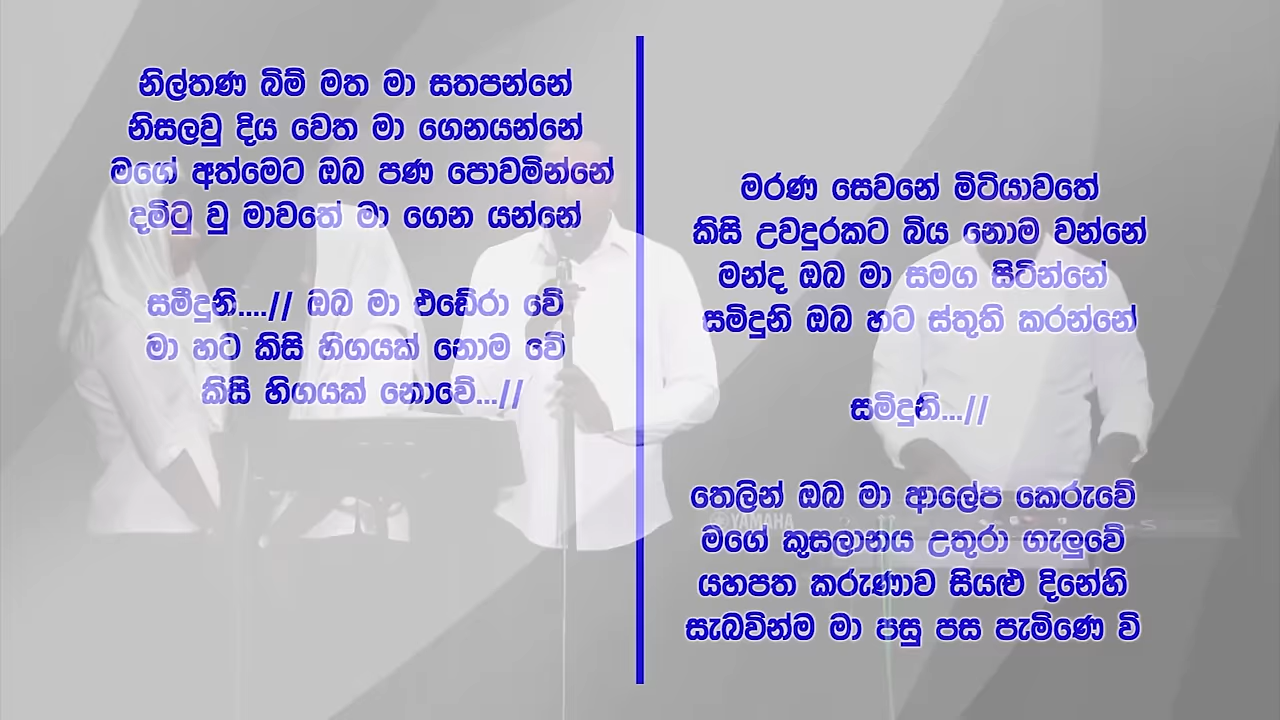 නිල්තණ බිම් මත මා සතපන්නේ
නිසලවු දිය වෙත මා ගෙනයන්නේ
මගේ අත්මෙට ඔබ පණ පොවමින්නේ
දමිටු වු මාවතේ මා ගෙන යන්නේ
සමීදුනි....// ඔබ මා එඬේරා වේ
මා හට කිසි හිගයක් නොම වේ
කිසි හිගයක් නොවේ...//
මරණ සෙවනේ මිටියාවතේ
කිසි උවදුරකට බිය නොම වන්නේ
මන්ද ඔබ මා සමග සිටින්නේ
සමිදුනි ඔබ හට ස්තුති කරන්නේ
සමිදුනි...//
තෙලින් ඔබ මා ආලේප කෙරුවේ
මගේ කුසලානය උතුරා ගැලුවේ
යහපත කරුණාව සියළු දිනේහි
සැබවින්ම මා පසු පස පැමිණෙ වි
YAMAHA